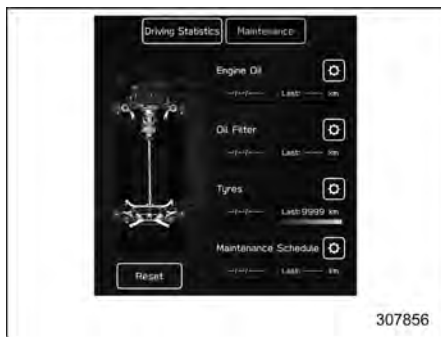 Driving Statistics Maintenance
Engine Oil
--/--/---- Last: ---- km
Oil Filter
--/--/---- Last: ---- km
Tyres
--/--/---- Last: 9999 km
Maintenance Schedule
--/--/---- Last: ---- km
Reset
307856